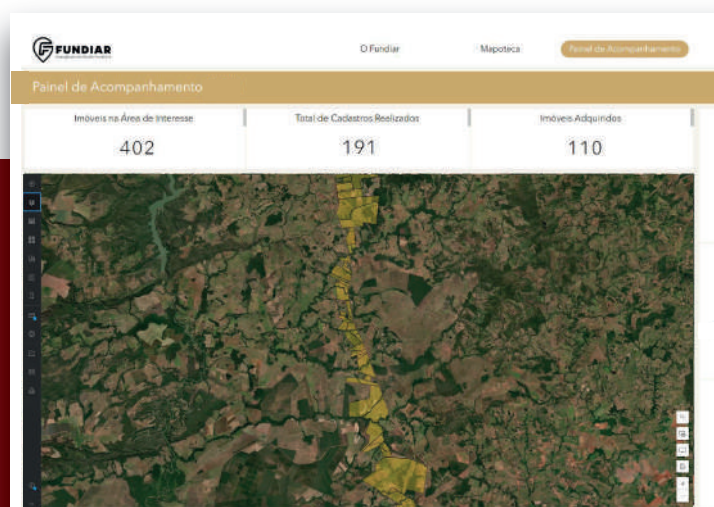 FUNDIAR
O Fundiar
Mapoteca
Painel de Acompanhamento
Painel de Acompanhamento
Imóveis na Área de Interesse
Total de Cadastros Realizados
Imóveis Adquiridos
402
191
110